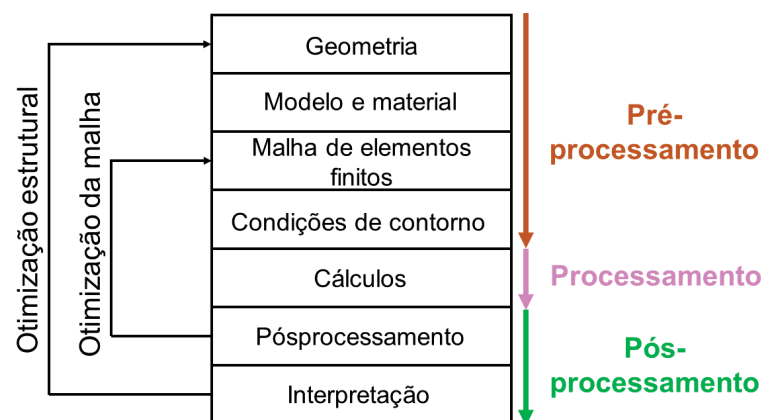 Otimização estrutural
Otimização da malha
Geometria
Modelo e material
Malha de elementos
finitos
Condições de contorno
Cálculos
Pósprocessamento
Interpretação
Pré-
processamento
Processamento
Pós-
processamento